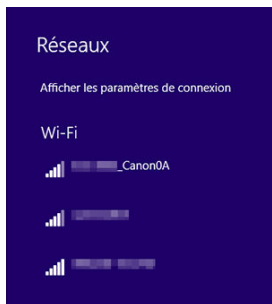 Réseaux
Afficher les paramètres de connexion
Wi-Fi
_Canon0A